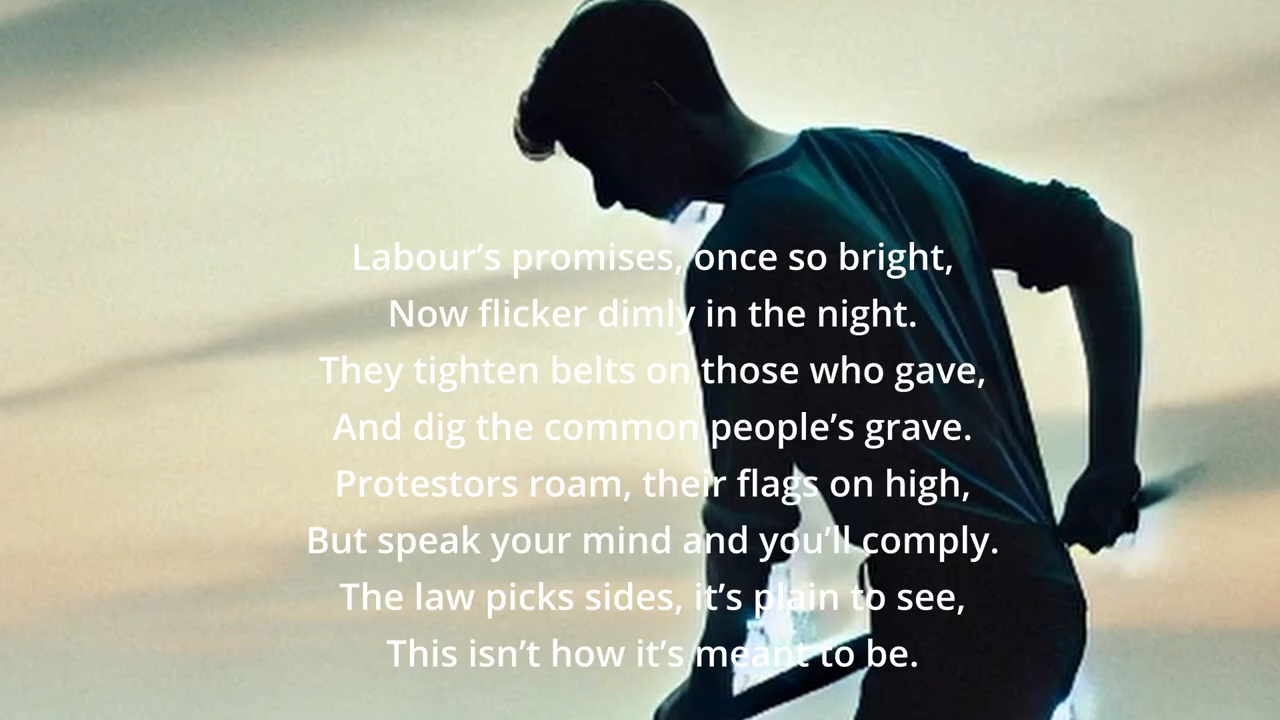 Labour’s promises, once so bright,
Now flicker dimly in the night.
They tighten belts on those who gave,
And dig the common people’s grave.
Protestors roam, their flags on high,
But speak your mind and you’ll comply.
The law picks sides, it’s plain to see,
This isn’t how it’s meant to be.